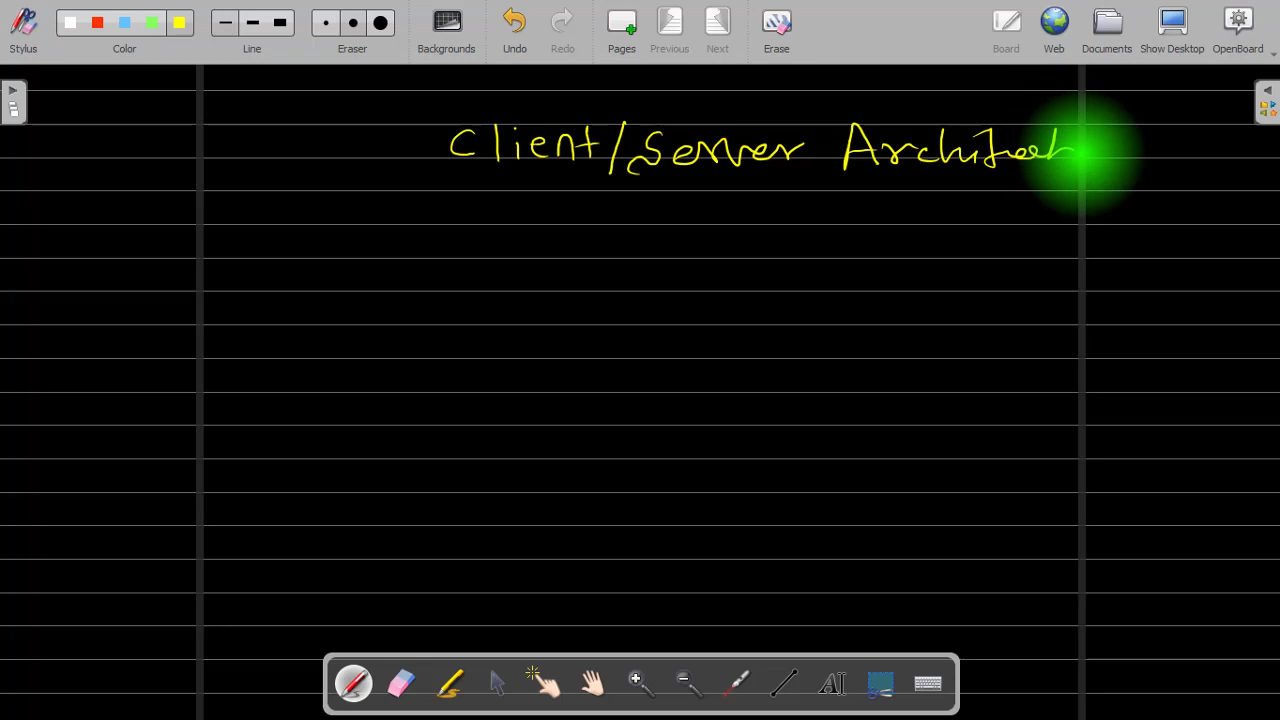 Stylus Color Line Eraser Backgrounds Undo Redo Pages Previous Next Erase Board Web Documents Show Desktop OpenBoard
Client/Server Architect